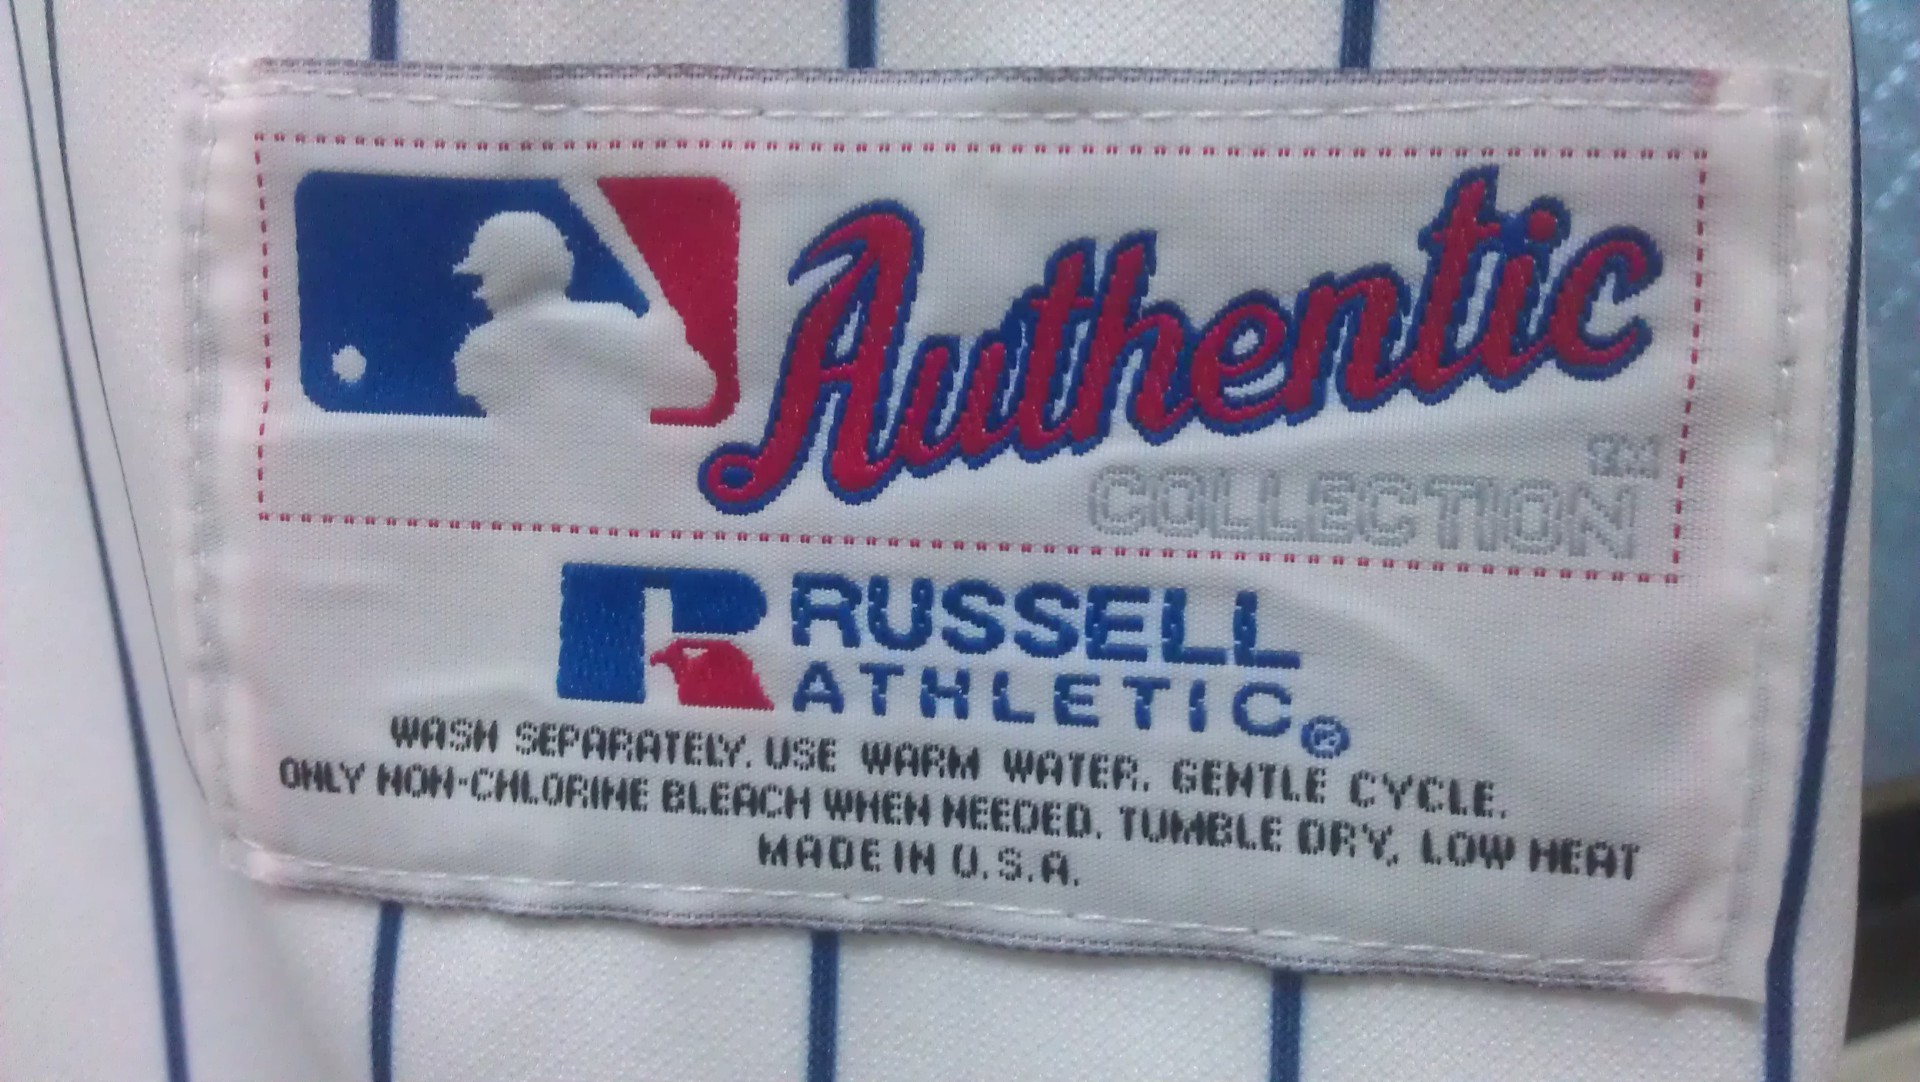 Authentic
COLLECTION™
RUSSELL
ATHLETIC®
WASH SEPARATELY. USE WARM WATER. GENTLE CYCLE.
ONLY NON-CHLORINE BLEACH WHEN NEEDED. TUMBLE DRY, LOW HEAT
MADE IN U.S.A.